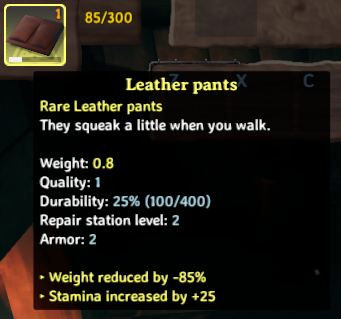 1
85/300
Leather pants
Z X C
Rare Leather pants
They squeak a little when you walk.
Weight: 0.8
Quality: 1
Durability: 25% (100/400)
Repair station level: 2
Armor: 2
▸ Weight reduced by -85%
▸ Stamina increased by +25